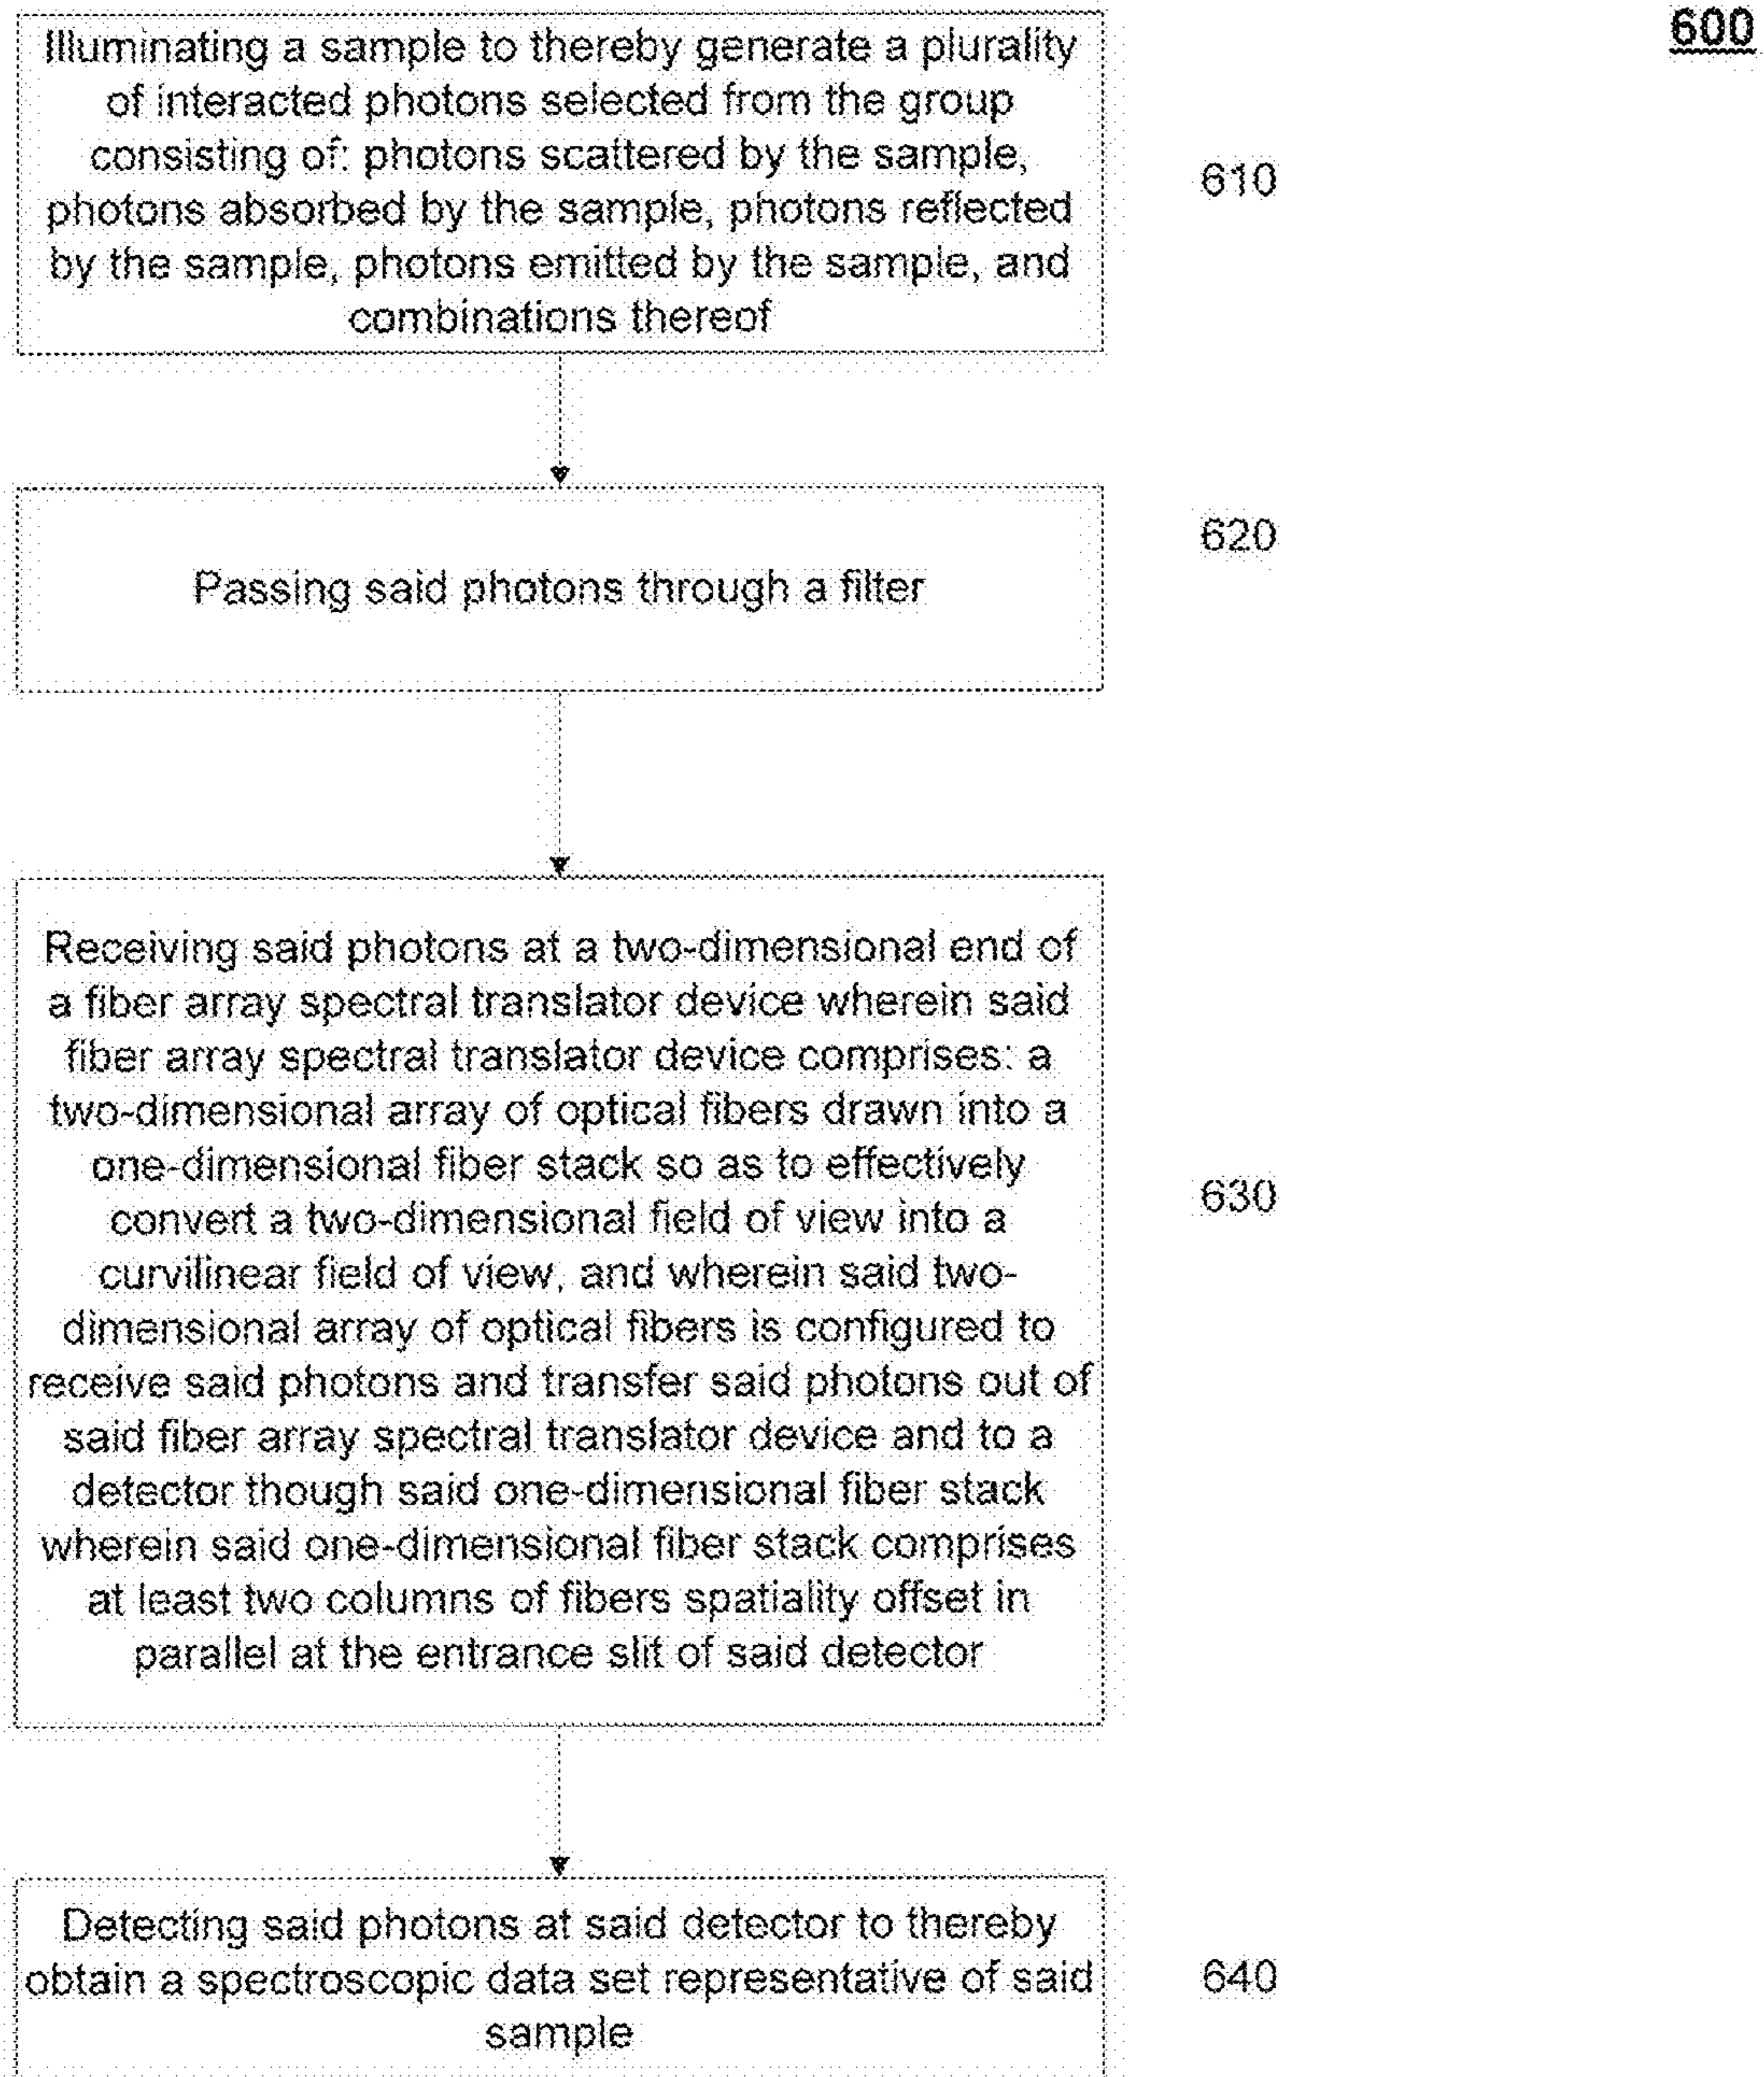 600
Illuminating a sample to thereby generate a plurality
of interacted photons selected from the group
consisting of: photons scattered by the sample,
photons absorbed by the sample, photons reflected
by the sample, photons emitted by the sample, and
combinations thereof
610
Passing said photons through a filter
620
Receiving said photons at a two-dimensional end of
a fiber array spectral translator device wherein said
fiber array spectral translator device comprises: a
two-dimensional array of optical fibers drawn into a
one-dimensional fiber stack so as to effectively
convert a two-dimensional field of view into a
curvilinear field of view, and wherein said two-
dimensional array of optical fibers is configured to
receive said photons and transfer said photons out of
said fiber array spectral translator device and to a
detector though said one-dimensional fiber stack
wherein said one-dimensional fiber stack comprises
at least two columns of fibers spatiality offset in
parallel at the entrance slit of said detector
630
Detecting said photons at said detector to thereby
obtain a spectroscopic data set representative of said
sample
640